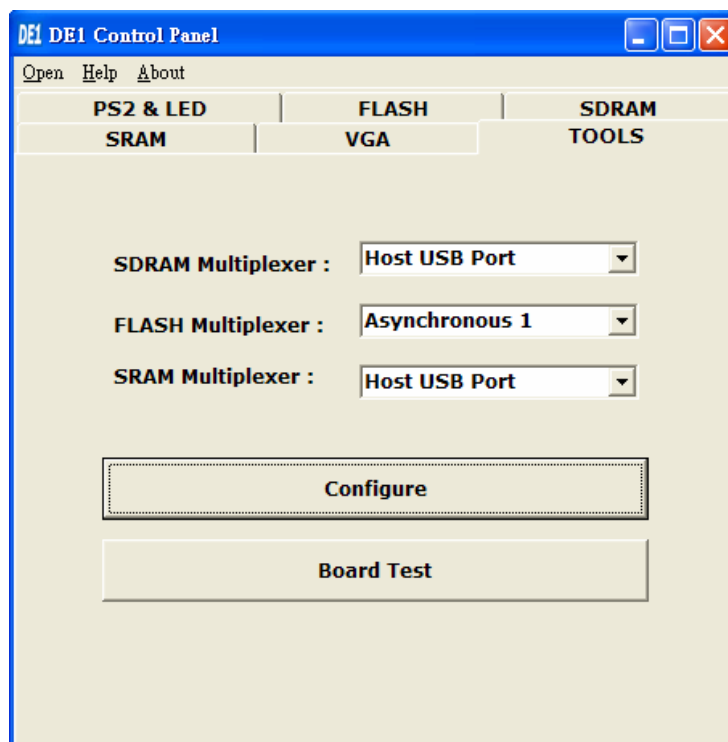 DE1 DE1 Control Panel
Open Help About
PS2 & LED FLASH SDRAM
SRAM VGA TOOLS
SDRAM Multiplexer : Host USB Port
FLASH Multiplexer : Asynchronous 1
SRAM Multiplexer : Host USB Port
Configure
Board Test